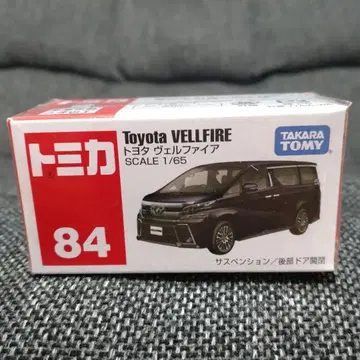 トミカ
84
Toyota VELLFIRE
トヨタ ヴェルファイア
SCALE 1/65
TAKARA
TOMY
サスペンション/後部ドア開閉